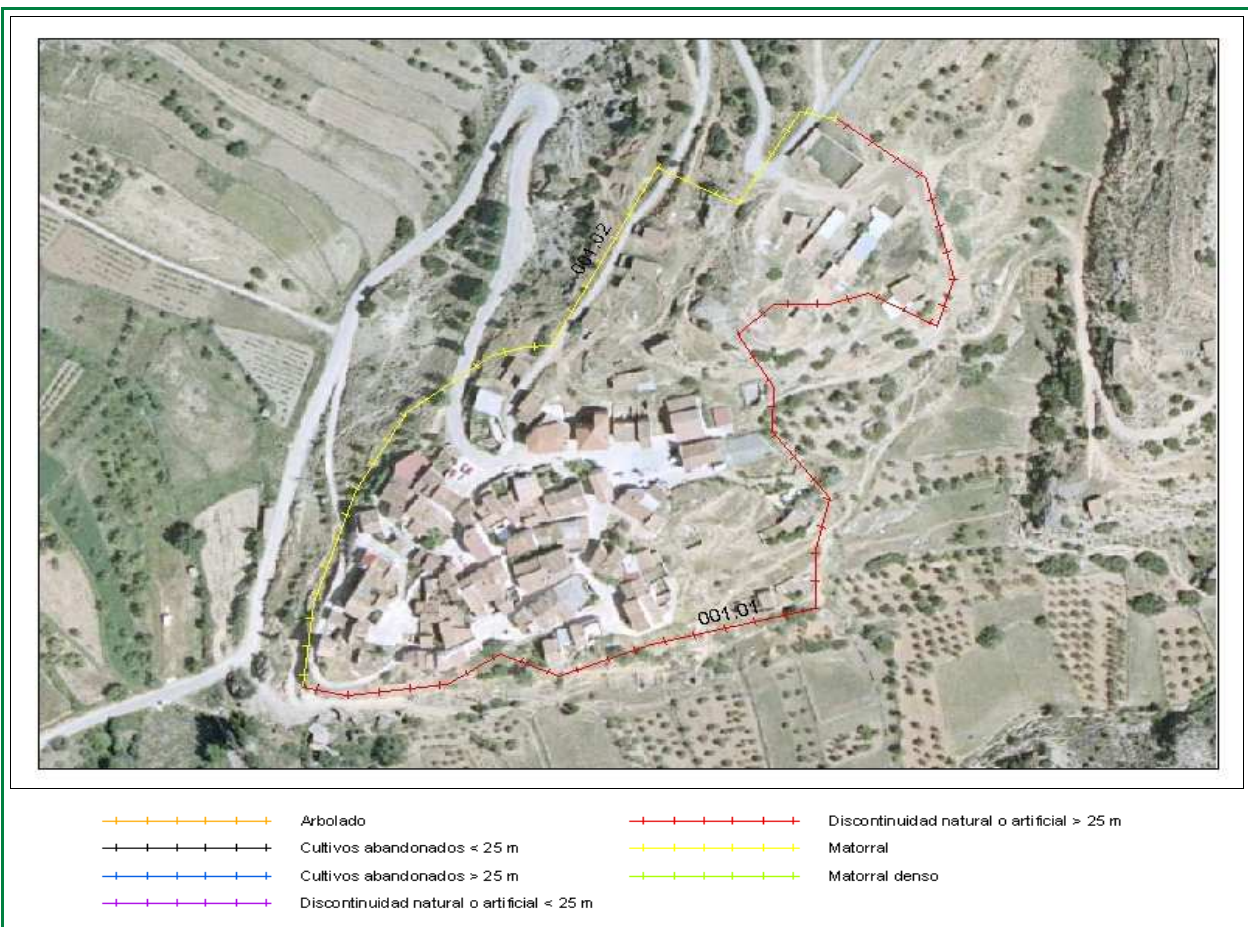 001.02
001.01
Arbolado
Cultivos abandonados < 25 m
Cultivos abandonados > 25 m
Discontinuidad natural o artificial < 25 m
Discontinuidad natural o artificial > 25 m
Matorral
Matorral denso